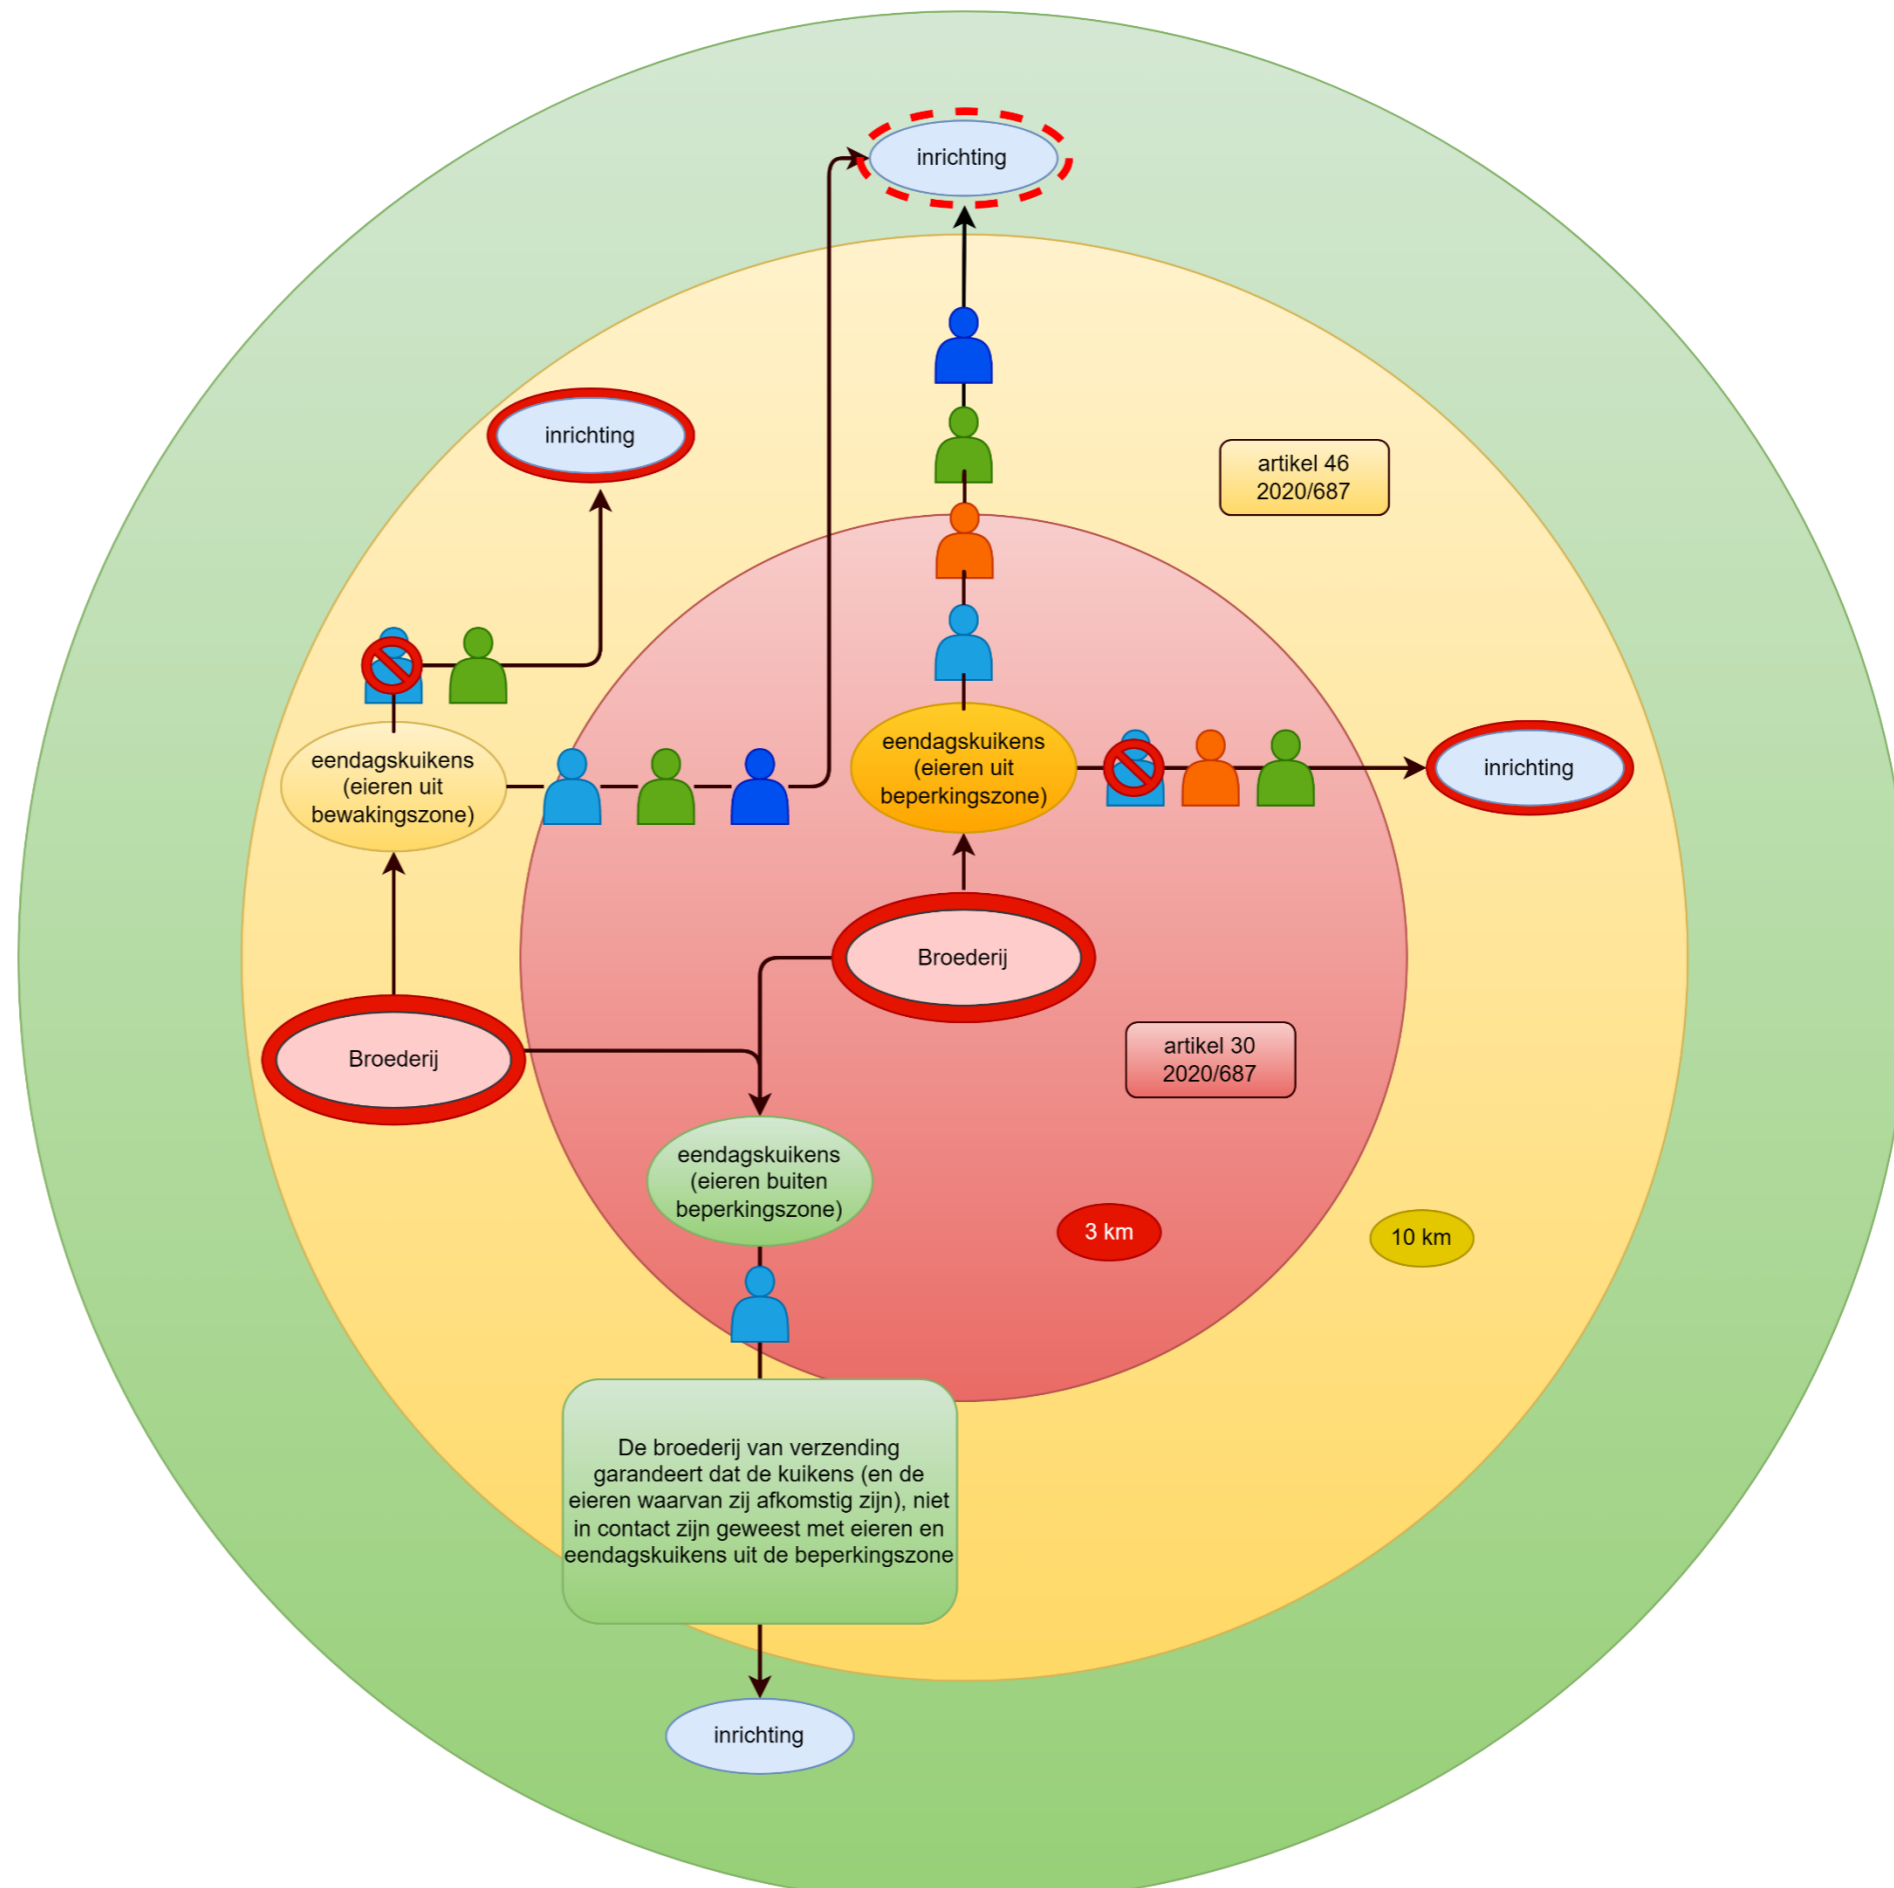 inrichting
inrichting
artikel 46
2020/687
eendagskuikens
(eieren uit
bewakingszone)
eendagskuikens
(eieren uit
beperkingszone)
inrichting
Broederij
Broederij
artikel 30
2020/687
eendagskuikens
(eieren buiten
beperkingszone)
3 km
10 km
De broederij van verzending
garandeert dat de kuikens (en de
eieren waarvan zij afkomstig zijn), niet
in contact zijn geweest met eieren en
eendagskuikens uit de beperkingszone
inrichting